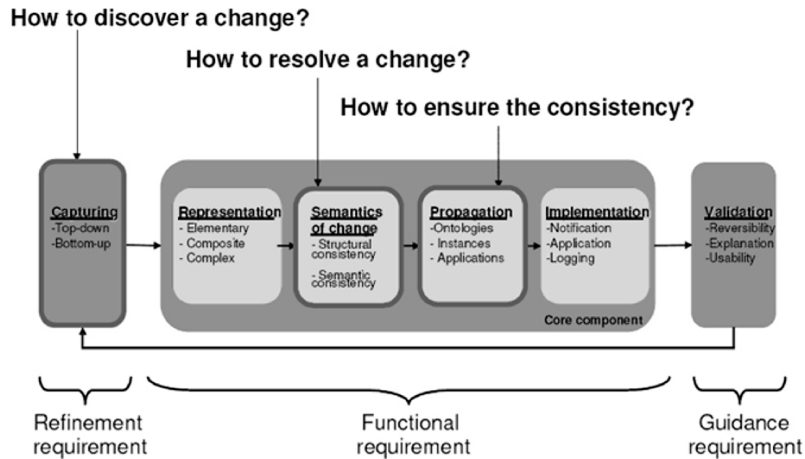 How to discover a change?
How to resolve a change?
How to ensure the consistency?
Capturing
-Top-down
-Bottom-up
Representation
- Elementary
- Composite
- Complex
Semantics
of change
- Structural
consistency
- Semantic
consistency
Propagation
-Ontologies
- Instances
- Applications
Implementation
-Notification
-Application
-Logging
Validation
-Reversibility
-Explanation
-Usability
Core component
Refinement
requirement
Functional
requirement
Guidance
requirement